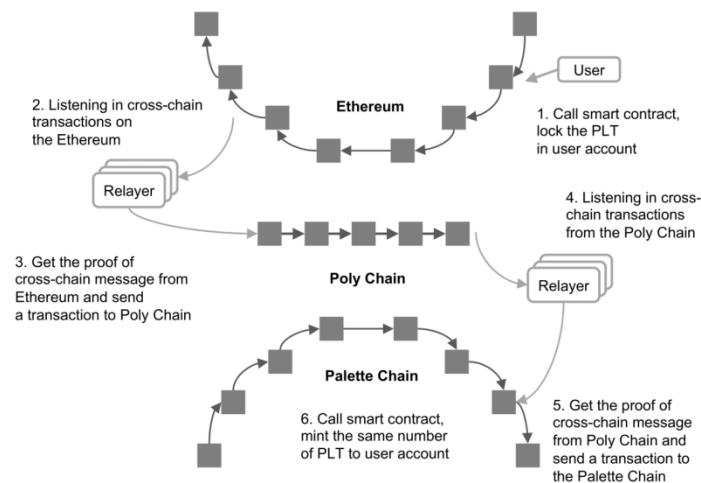 User
Ethereum
2. Listening in cross-chain
transactions on
the Ethereum
1. Call smart contract,
lock the PLT
in user account
Relayer
4. Listening in cross-
chain transactions
from the Poly Chain
3. Get the proof of
cross-chain message from
Ethereum and send
a transaction to Poly Chain
Poly Chain
Relayer
Palette Chain
6. Call smart contract,
mint the same number
of PLT to user account
5. Get the proof of
cross-chain message
from Poly Chain and
send a transaction to
the Palette Chain